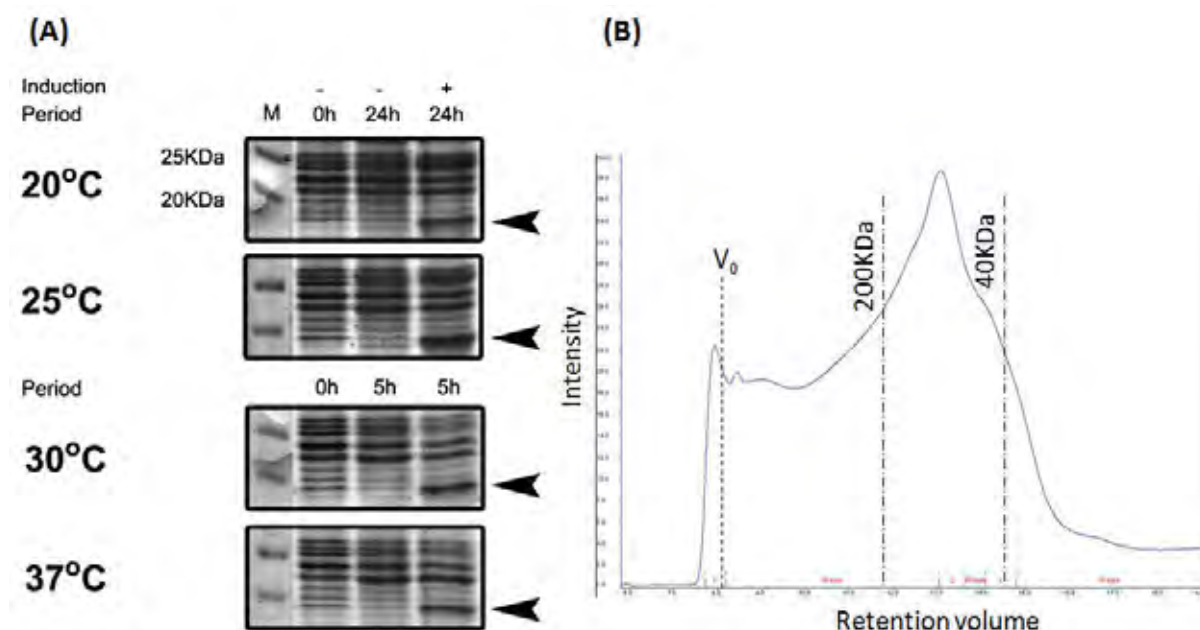 (A)
Induction - - +
Period M 0h 24h 24h
25KDa
20°C
20KDa
25°C
Period 0h 5h 5h
30°C
37°C
(B)
V0
200KDa
40KDa
Intensity
Retention volume